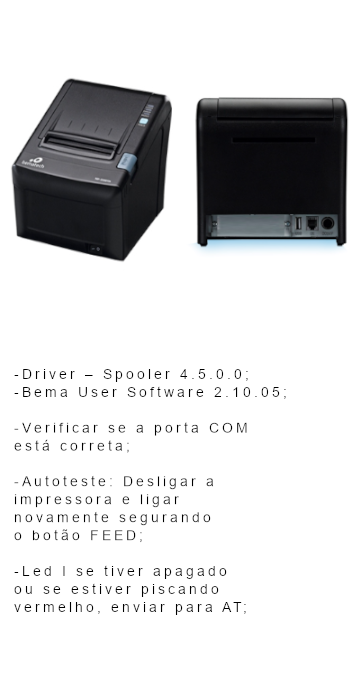 bematech
-Driver – Spooler 4.5.0.0;
-Bema User Software 2.10.05;
-Verificar se a porta COM
está correta;
-Autoteste: Desligar a
impressora e ligar
novamente segurando
o botão FEED;
-Led I se tiver apagado
ou se estiver piscando
vermelho, enviar para AT;